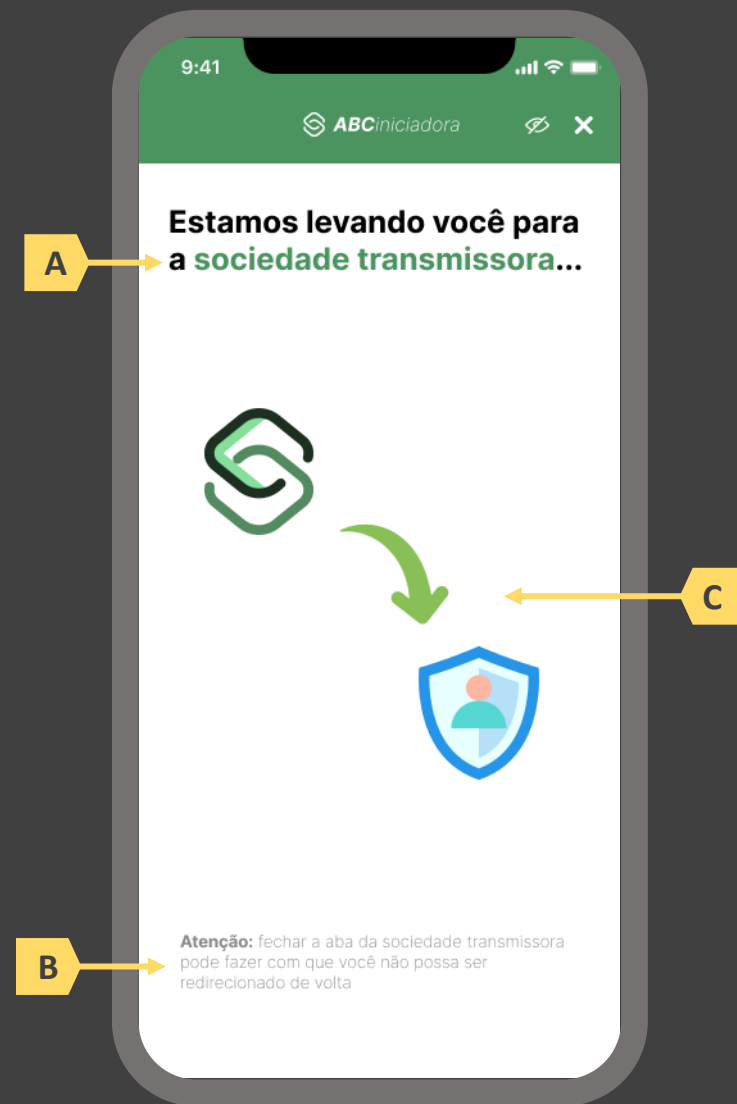 9:41
ABCiniciadora
Estamos levando você para
A
a sociedade transmissora...
C
Atenção: fechar a aba da sociedade transmissora
B
pode fazer com que você não possa ser
redirecionado de volta